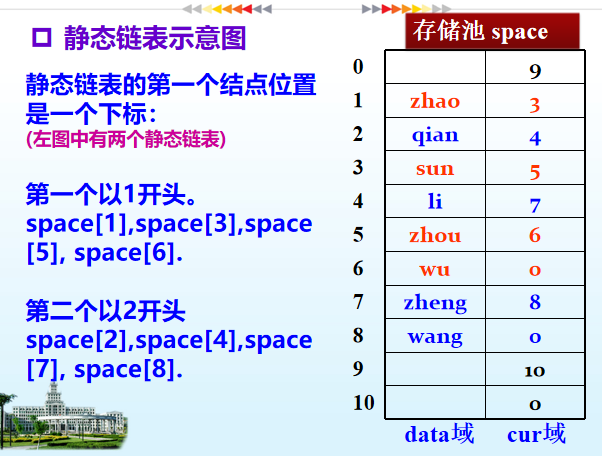 静态链表示意图
静态链表的第一个结点位置
是一个下标：
(左图中有两个静态链表)
第一个以1开头。
space[1],space[3],space
[5], space[6].
第二个以2开头
space[2],space[4],space
[7], space[8].
存储池 space
0 9
1 zhao 3
2 qian 4
3 sun 5
4 li 7
5 zhou 6
6 wu 0
7 zheng 8
8 wang 0
9 10
10 0
data域 cur域